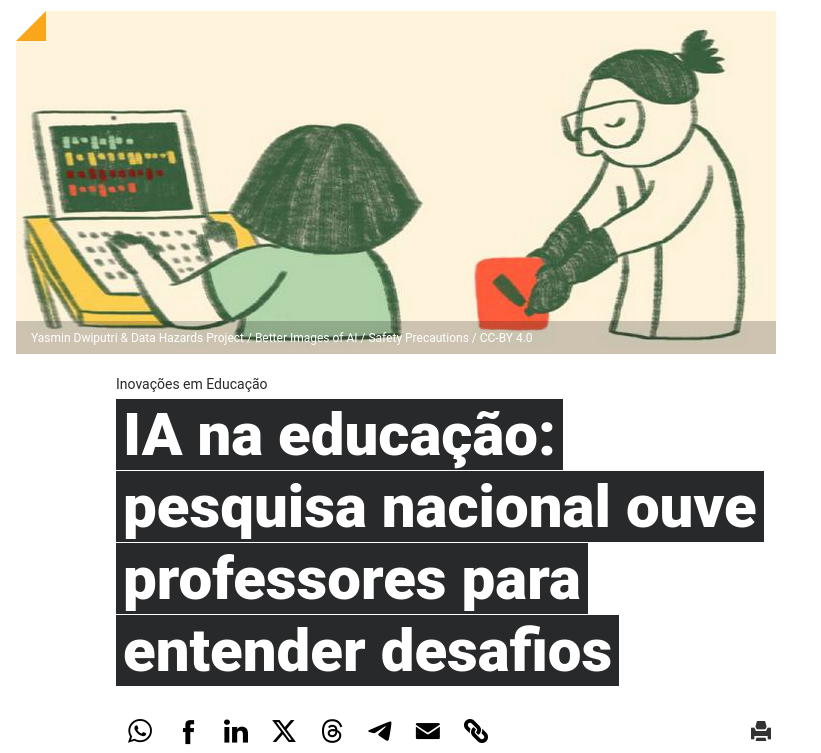 Yasmin Dwiputri & Data Hazards Project / Better Images of AI / Safety Precautions / CC-BY 4.0
Inovações em Educação
IA na educação:
pesquisa nacional ouve
professores para
entender desafios